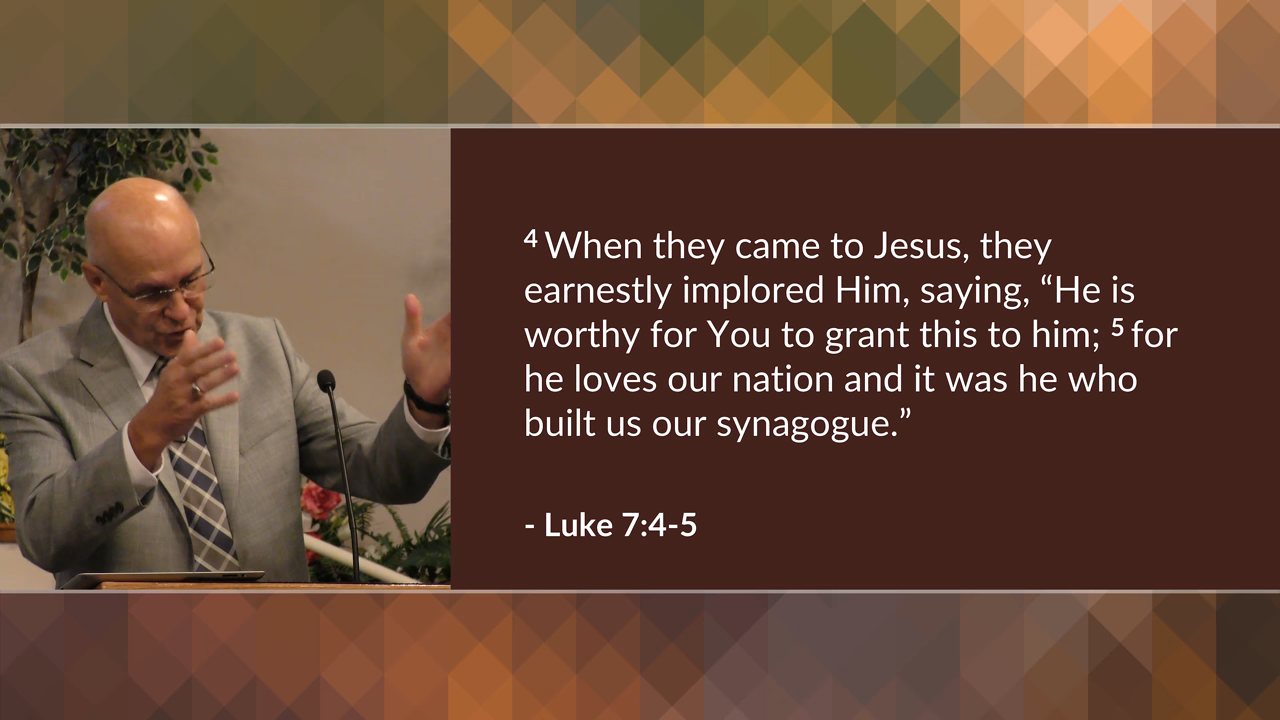 ⁴ When they came to Jesus, they
earnestly implored Him, saying, “He is
worthy for You to grant this to him; ⁵ for
he loves our nation and it was he who
built us our synagogue.”
- Luke 7:4-5